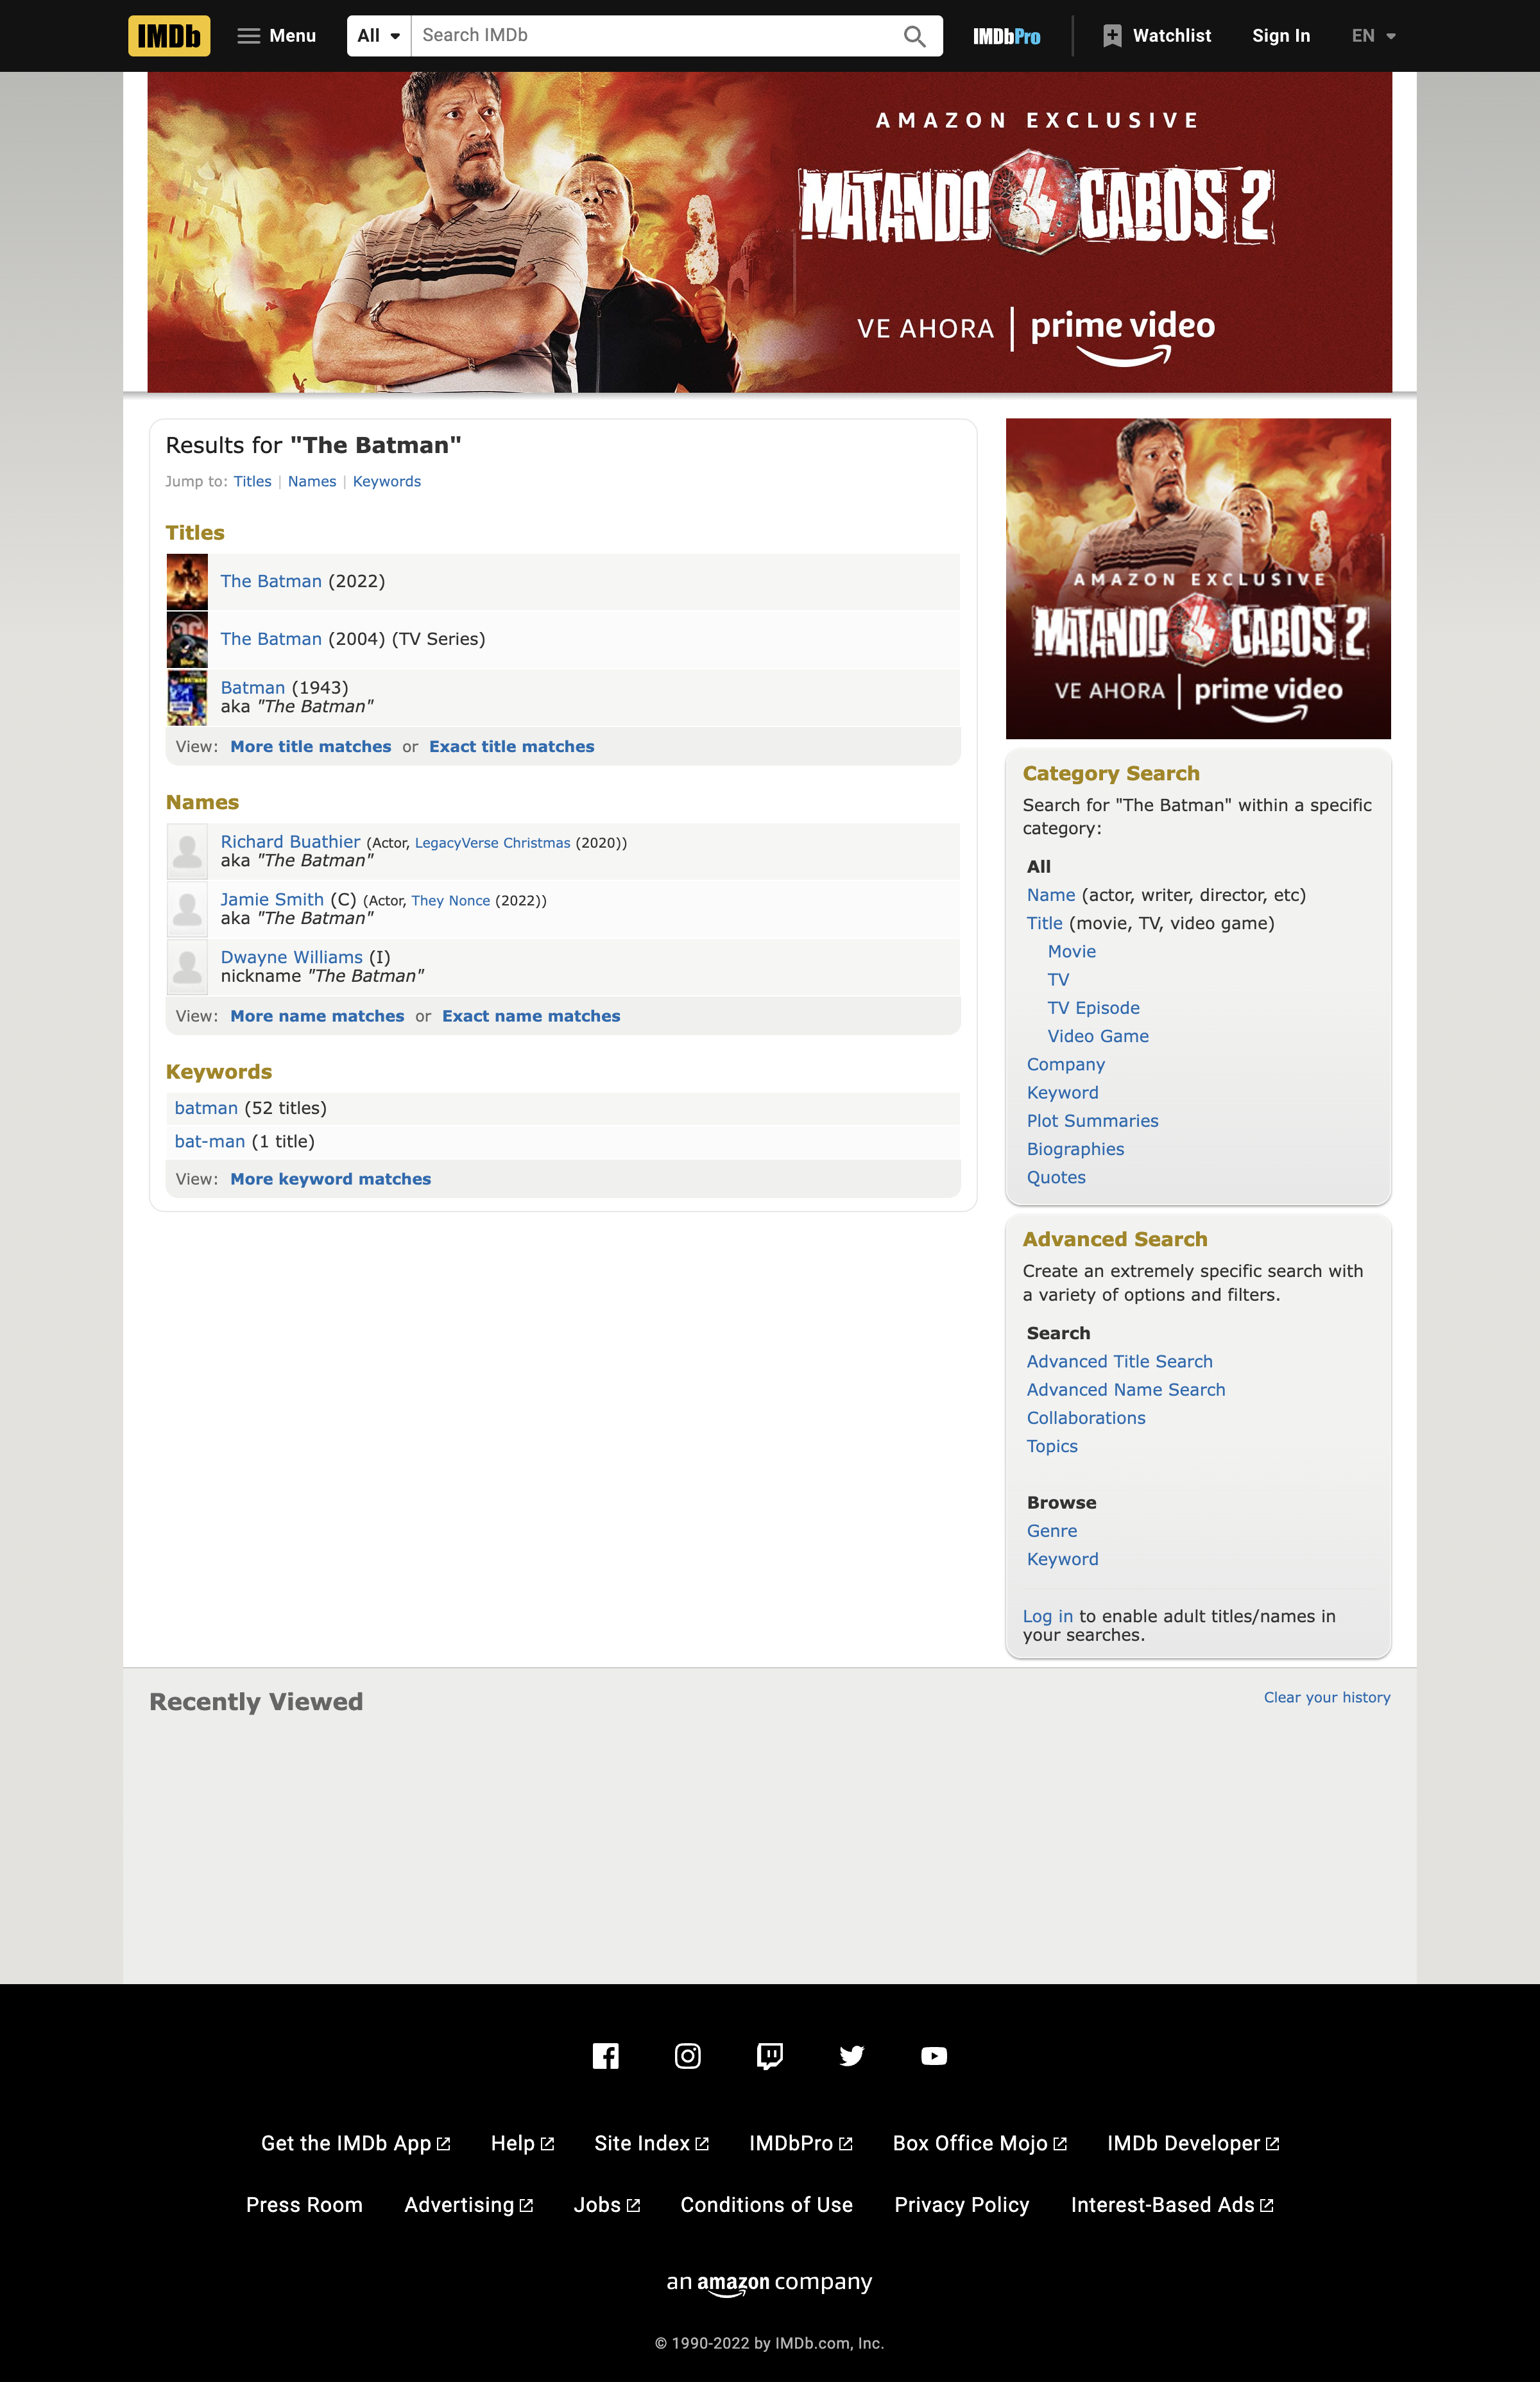 IMDb
Menu
All
Search IMDb
IMDbPro
Watchlist
Sign In
EN
AMAZON EXCLUSIVE
MATANDO CABOS 2
VE AHORA | prime video
Results for "The Batman"
Jump to: Titles | Names | Keywords
Titles
The Batman (2022)
The Batman (2004) (TV Series)
Batman (1943)
aka "The Batman"
View: More title matches or Exact title matches
Names
Richard Buathier (Actor, LegacyVerse Christmas (2020))
aka "The Batman"
Jamie Smith (C) (Actor, They Nonce (2022))
aka "The Batman"
Dwayne Williams (I)
nickname "The Batman"
View: More name matches or Exact name matches
Keywords
batman (52 titles)
bat-man (1 title)
View: More keyword matches
AMAZON EXCLUSIVE
MATANDO CABOS 2
VE AHORA | prime video
Category Search
Search for "The Batman" within a specific
category:
All
Name (actor, writer, director, etc)
Title (movie, TV, video game)
Movie
TV
TV Episode
Video Game
Company
Keyword
Plot Summaries
Biographies
Quotes
Advanced Search
Create an extremely specific search with
a variety of options and filters.
Search
Advanced Title Search
Advanced Name Search
Collaborations
Topics
Browse
Genre
Keyword
Log in to enable adult titles/names in
your searches.
Recently Viewed
Clear your history
Get the IMDb App
Help
Site Index
IMDbPro
Box Office Mojo
IMDb Developer
Press Room
Advertising
Jobs
Conditions of Use
Privacy Policy
Interest-Based Ads
an amazon company
© 1990-2022 by IMDb.com, Inc.